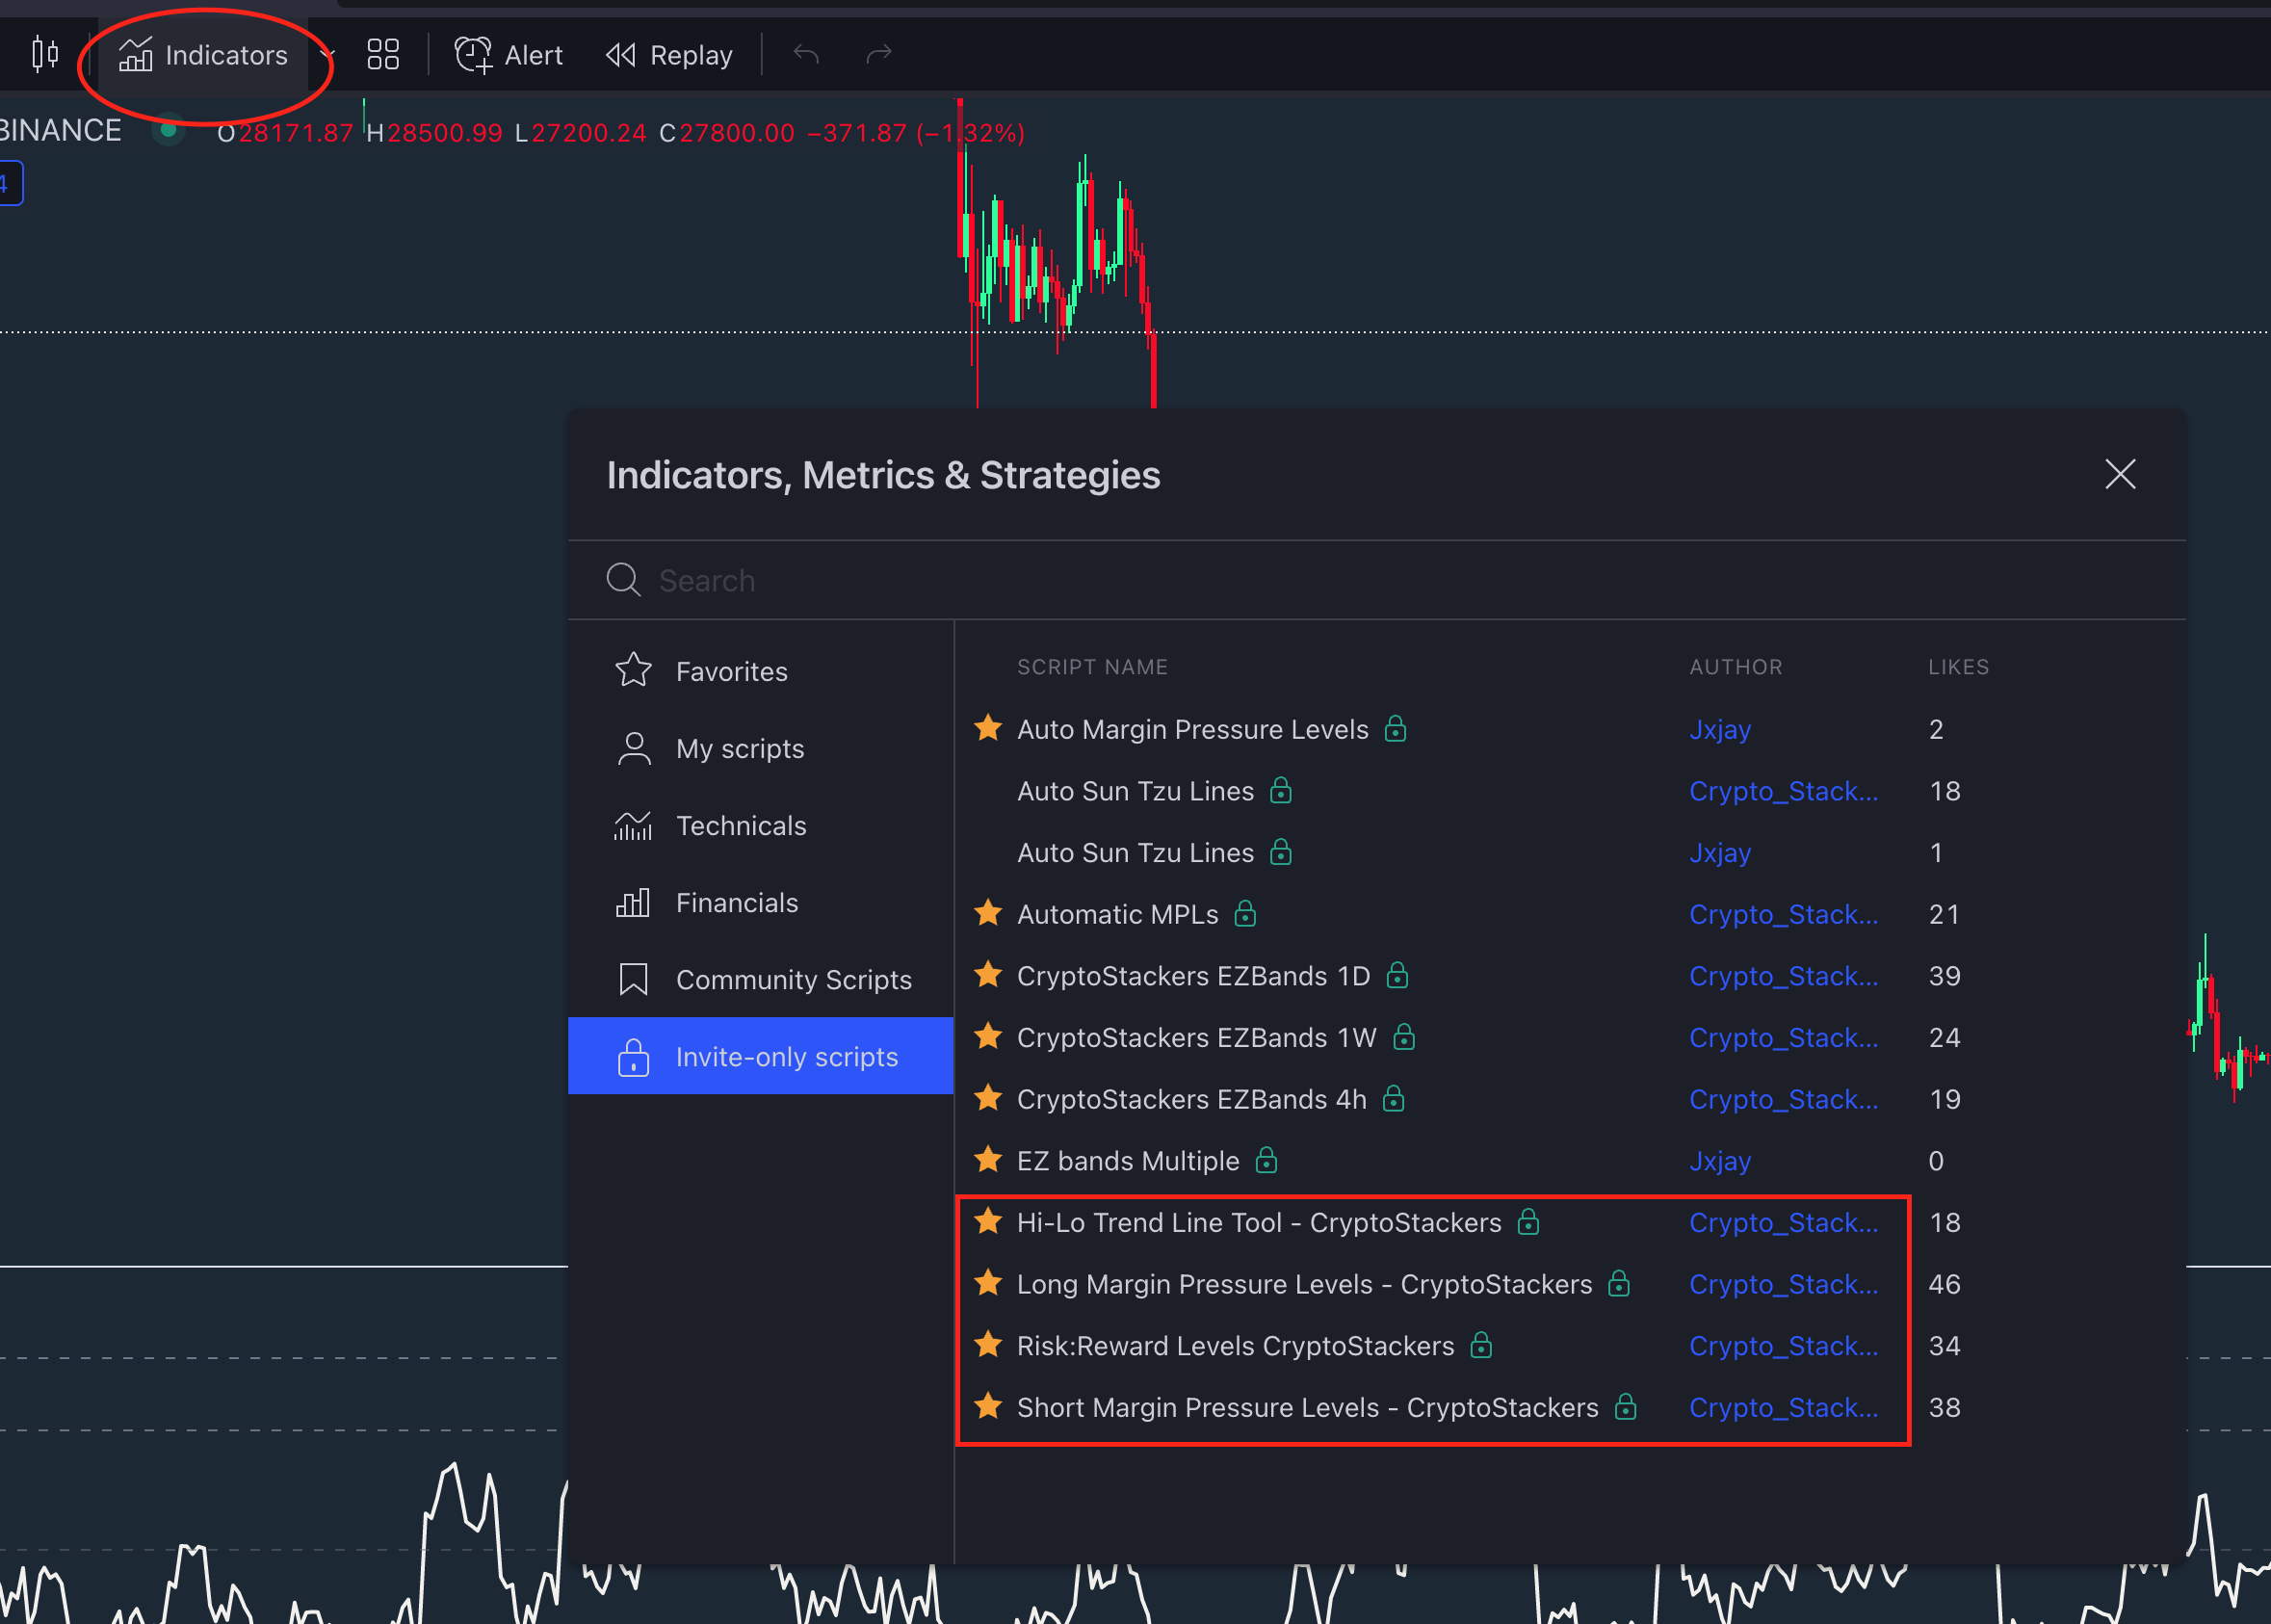 Indicators Alert Replay
BINANCE O28171.87 H28500.99 L27200.24 C27800.00 −371.87 (−1.32%)
4
Indicators, Metrics & Strategies
Search
Favorites
My scripts
Technicals
Financials
Community Scripts
Invite-only scripts
SCRIPT NAME AUTHOR LIKES
Auto Margin Pressure Levels Jxjay 2
Auto Sun Tzu Lines Crypto_Stack... 18
Auto Sun Tzu Lines Jxjay 1
Automatic MPLs Crypto_Stack... 21
CryptoStackers EZBands 1D Crypto_Stack... 39
CryptoStackers EZBands 1W Crypto_Stack... 24
CryptoStackers EZBands 4h Crypto_Stack... 19
EZ bands Multiple Jxjay 0
Hi-Lo Trend Line Tool - CryptoStackers Crypto_Stack... 18
Long Margin Pressure Levels - CryptoStackers Crypto_Stack... 46
Risk:Reward Levels CryptoStackers Crypto_Stack... 34
Short Margin Pressure Levels - CryptoStackers Crypto_Stack... 38